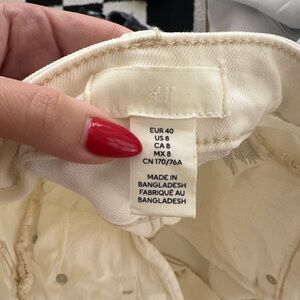 H&M
EUR 40
US 8
CA 8
MX 8
CN 170/76A
MADE IN
BANGLADESH
FABRIQUÉ AU
BANGLADESH